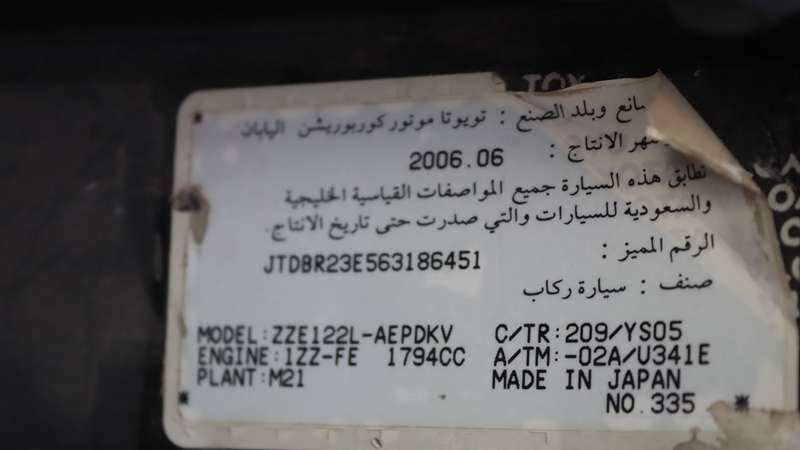 وبلد الصنع : تويوتا موتور كوربوريشن اليابان
الانتاج : 2006.06
تطابق هذه السيارة جميع المواصفات القياسية الخليجية
والسعودية للسيارات والتي صدرت حتى تاريخ الانتاج.
الرقم المميز : JTDBR23E563186451
صنف : سيارة ركاب
MODEL:ZZE122L-AEPDKV C/TR:209/YS05
ENGINE:1ZZ-FE 1794CC A/TM:-02A/U341E
PLANT:M21 MADE IN JAPAN
NO.335